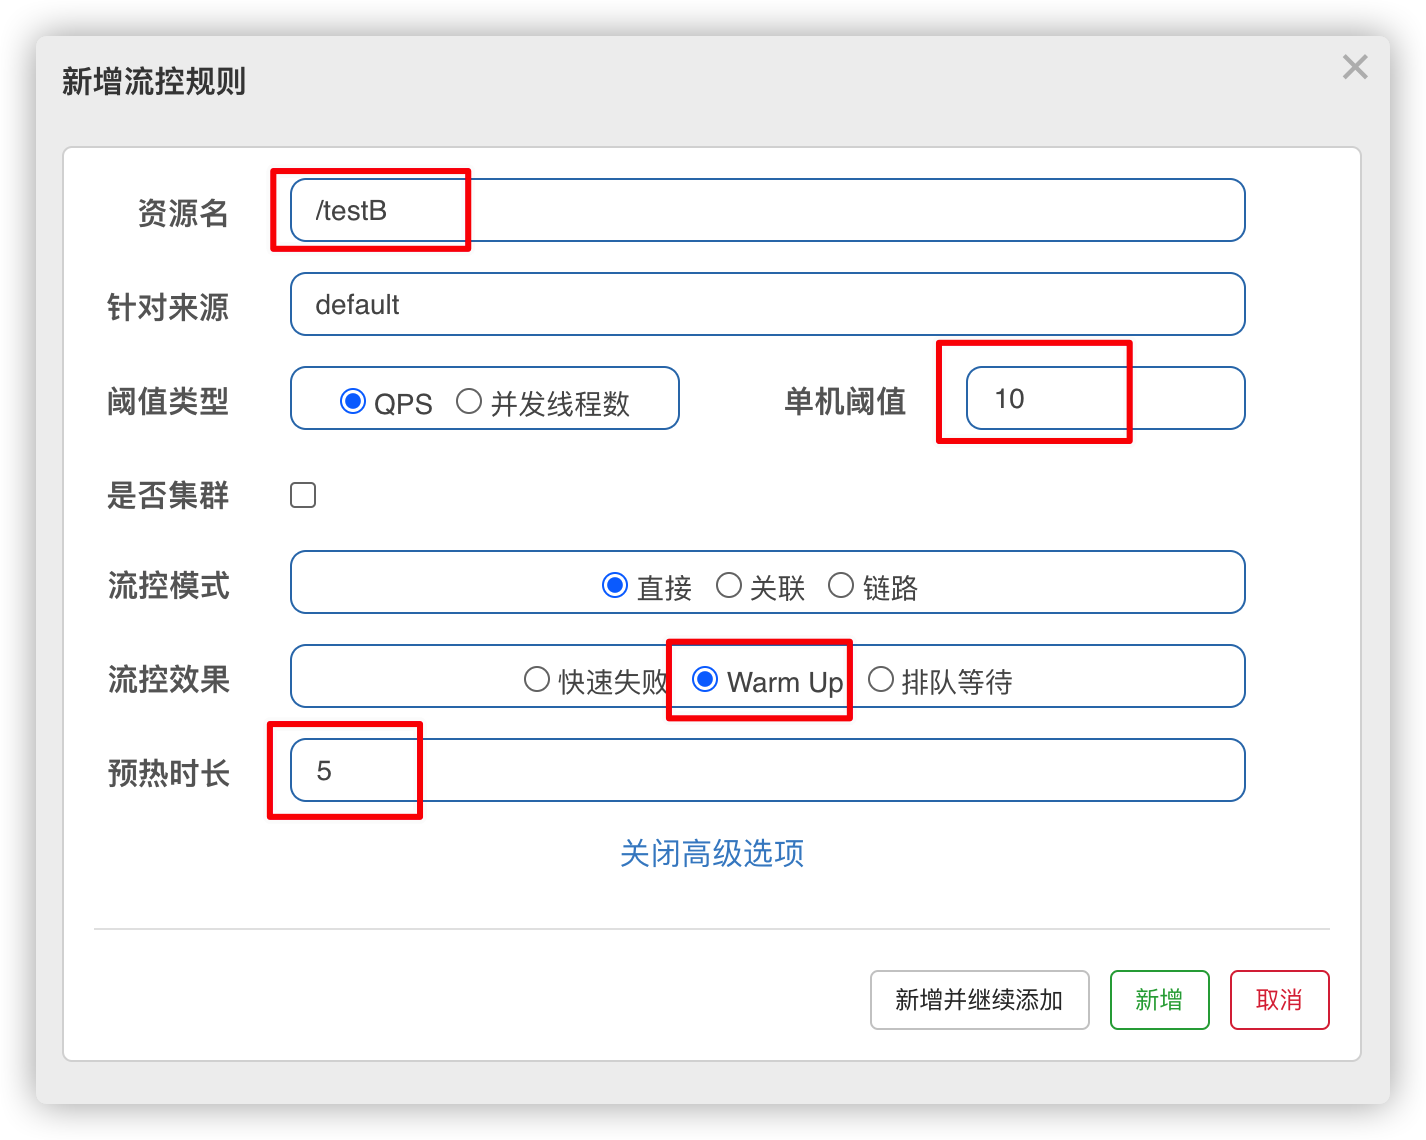 新增流控规则
资源名 /testB
针对来源 default
阈值类型 QPS 并发线程数 单机阈值 10
是否集群
流控模式 直接 关联 链路
流控效果 快速失败 Warm Up 排队等待
预热时长 5
关闭高级选项
新增并继续添加 新增 取消